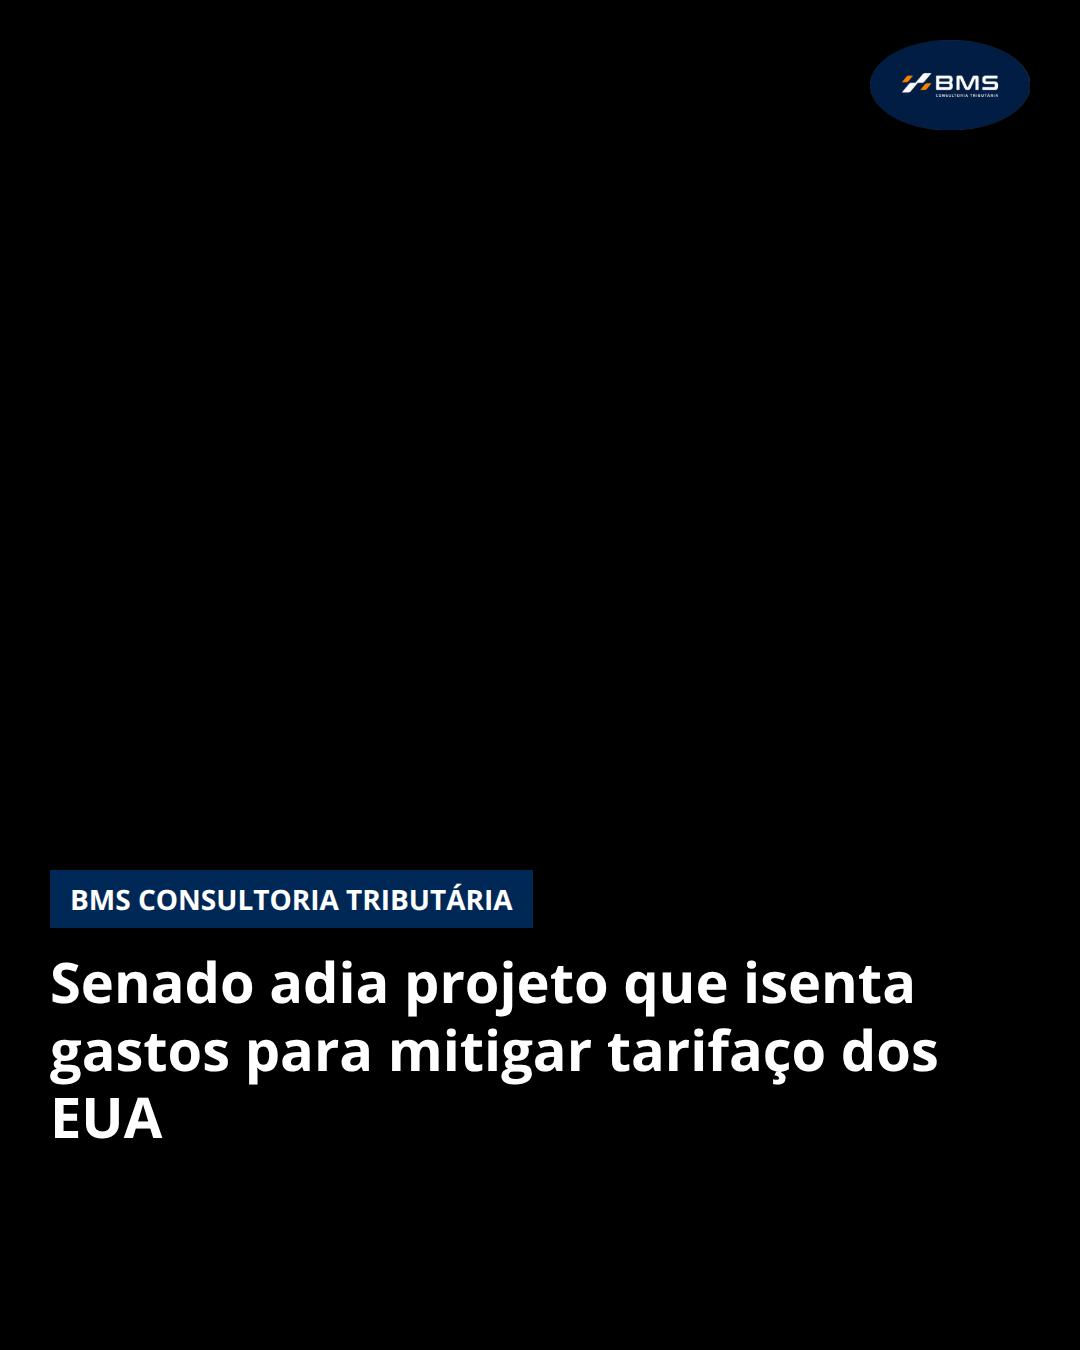 BMS
CONSULTORIA TRIBUTÁRIA
BMS CONSULTORIA TRIBUTÁRIA
Senado adia projeto que isenta
gastos para mitigar tarifaço dos
EUA